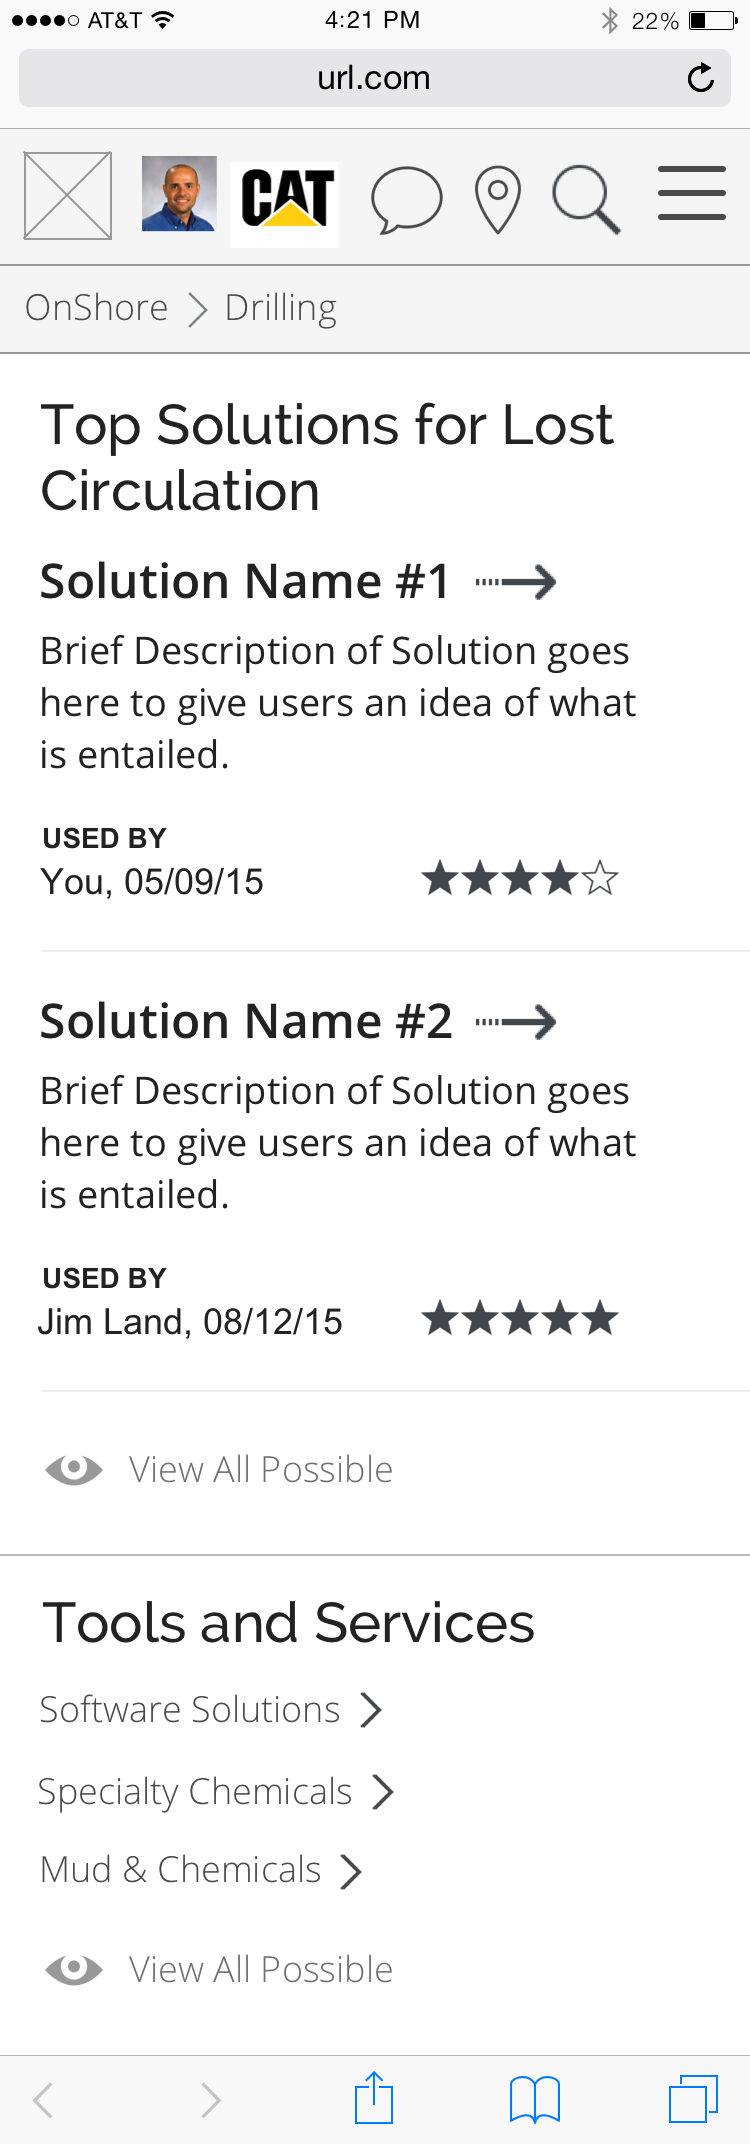 AT&T 4:21 PM 22%
url.com
CAT
OnShore Drilling
Top Solutions for Lost
Circulation
Solution Name #1
Brief Description of Solution goes
here to give users an idea of what
is entailed.
USED BY
You, 05/09/15
Solution Name #2
Brief Description of Solution goes
here to give users an idea of what
is entailed.
USED BY
Jim Land, 08/12/15
View All Possible
Tools and Services
Software Solutions
Specialty Chemicals
Mud & Chemicals
View All Possible